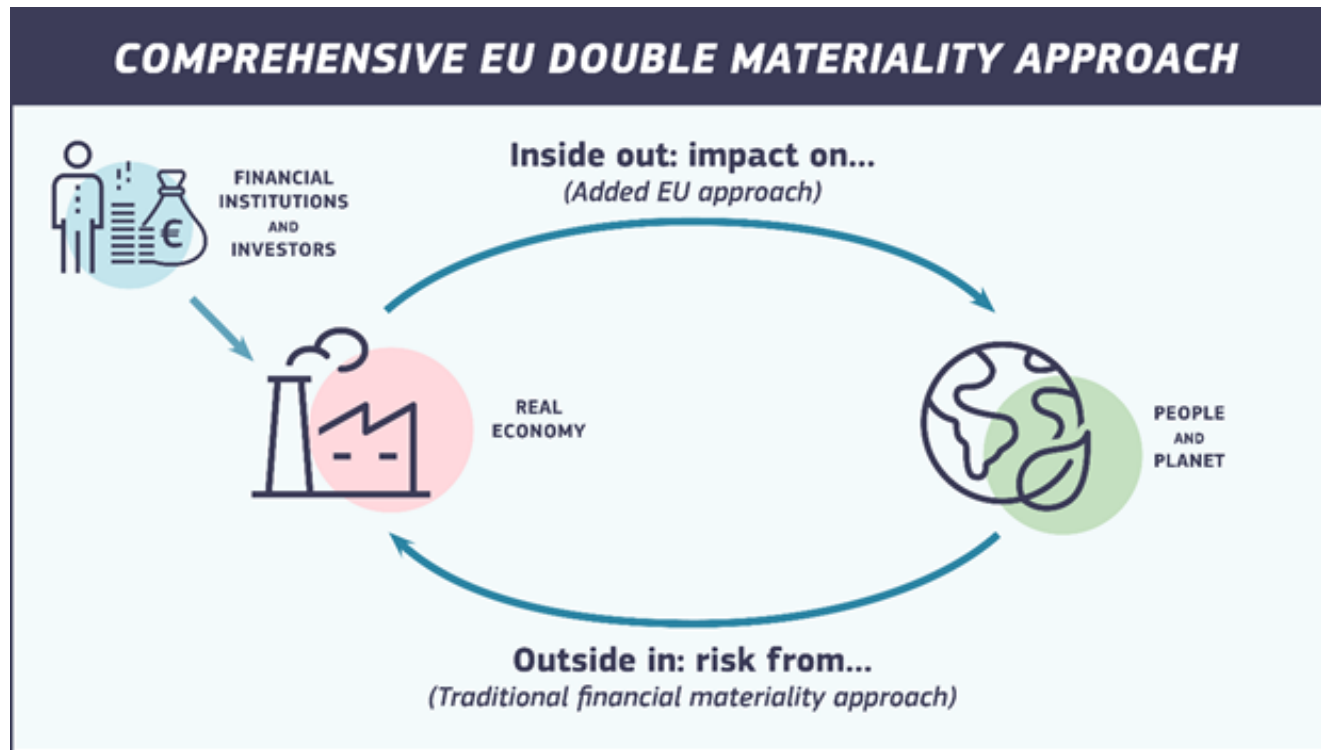 COMPREHENSIVE EU DOUBLE MATERIALITY APPROACH
FINANCIAL
INSTITUTIONS
AND
INVESTORS
€
Inside out: impact on...
(Added EU approach)
REAL
ECONOMY
PEOPLE
AND
PLANET
Outside in: risk from...
(Traditional financial materiality approach)